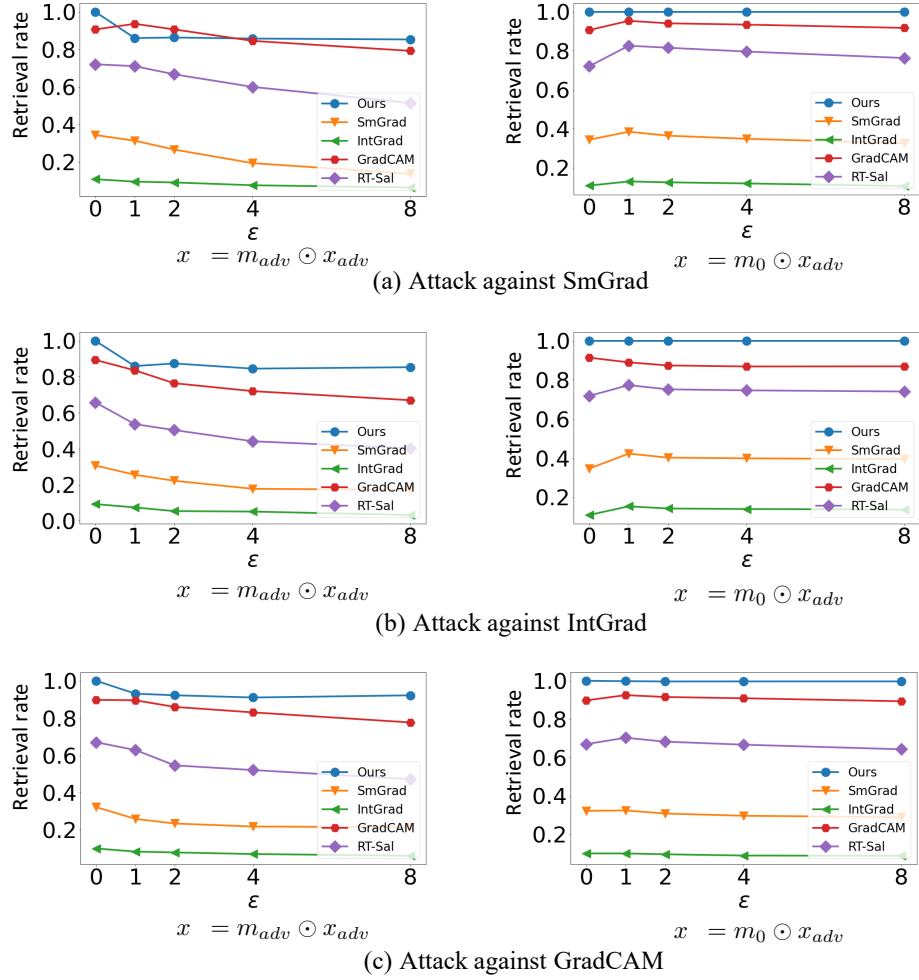 Retrieval rate
1.0
0.8
0.6
0.4
0.2
0 1 2 4 8
ε
Ours
SmGrad
IntGrad
GradCAM
RT-Sal
x = m_adv ⊙ x_adv
Retrieval rate
1.0
0.8
0.6
0.4
0.2
0 1 2 4 8
ε
Ours
SmGrad
IntGrad
GradCAM
RT-Sal
x = m_0 ⊙ x_adv
(a) Attack against SmGrad
Retrieval rate
1.0
0.8
0.6
0.4
0.2
0.0
0 1 2 4 8
ε
Ours
SmGrad
IntGrad
GradCAM
RT-Sal
x = m_adv ⊙ x_adv
Retrieval rate
1.0
0.8
0.6
0.4
0.2
0 1 2 4 8
ε
Ours
SmGrad
IntGrad
GradCAM
RT-Sal
x = m_0 ⊙ x_adv
(b) Attack against IntGrad
Retrieval rate
1.0
0.8
0.6
0.4
0.2
0 1 2 4 8
ε
Ours
SmGrad
IntGrad
GradCAM
RT-Sal
x = m_adv ⊙ x_adv
Retrieval rate
1.0
0.8
0.6
0.4
0.2
0 1 2 4 8
ε
Ours
SmGrad
IntGrad
GradCAM
RT-Sal
x = m_0 ⊙ x_adv
(c) Attack against GradCAM